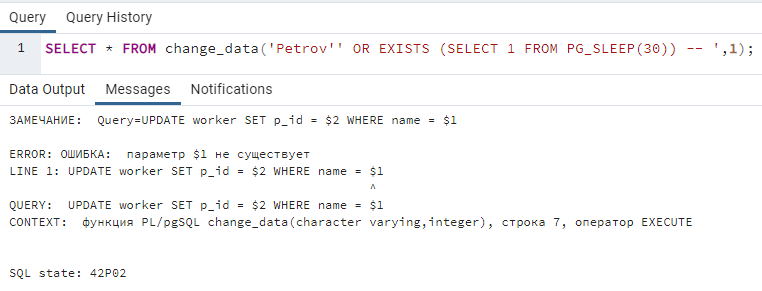 Query Query History
1 SELECT * FROM change_data('Petrov'' OR EXISTS (SELECT 1 FROM PG_SLEEP(30)) -- ',1);
Data Output Messages Notifications
ЗАМЕЧАНИЕ:  Query=UPDATE worker SET p_id = $2 WHERE name = $1
ERROR: ОШИБКА:  параметр $1 не существует
LINE 1: UPDATE worker SET p_id = $2 WHERE name = $1
^
QUERY:  UPDATE worker SET p_id = $2 WHERE name = $1
CONTEXT:  функция PL/pgSQL change_data(character varying,integer), строка 7, оператор EXECUTE
SQL state: 42P02